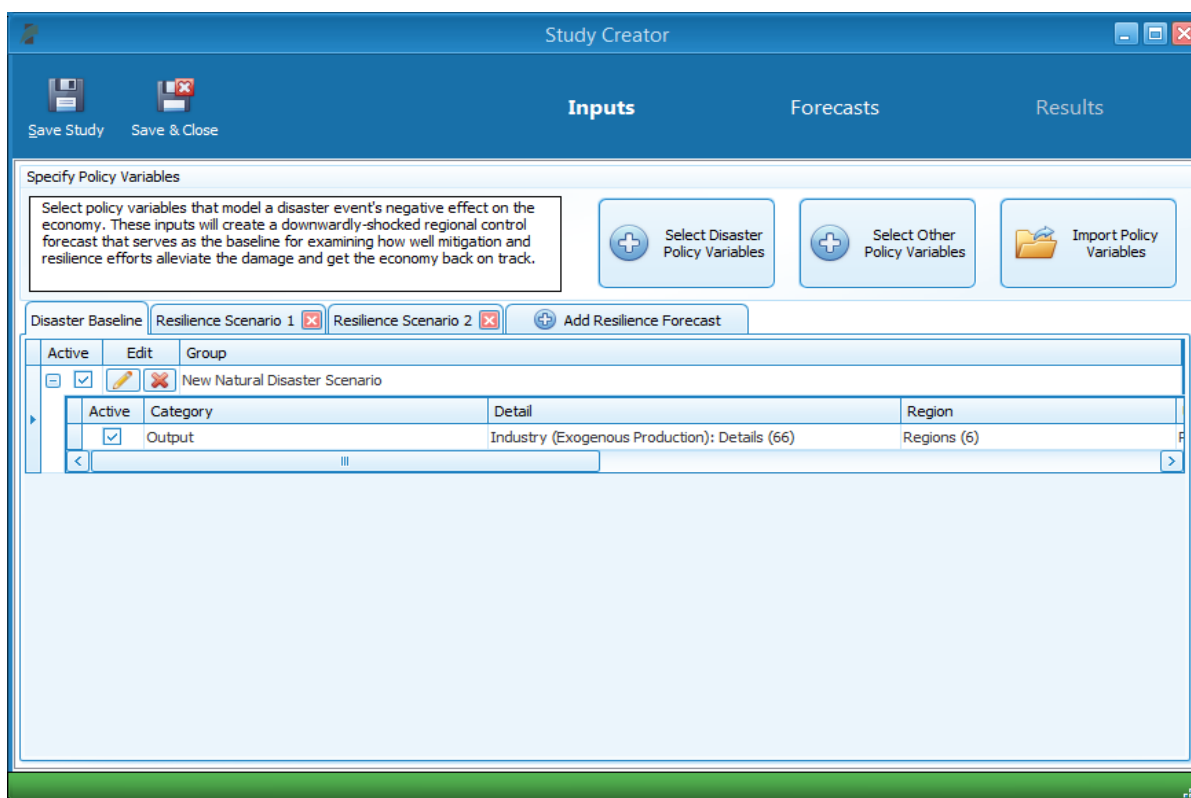 Study Creator
Save Study
Save & Close
Inputs
Forecasts
Results
Specify Policy Variables
Select policy variables that model a disaster event's negative effect on the
economy. These inputs will create a downwardly-shocked regional control
forecast that serves as the baseline for examining how well mitigation and
resilience efforts alleviate the damage and get the economy back on track.
Select Disaster
Policy Variables
Select Other
Policy Variables
Import Policy
Variables
Disaster Baseline
Resilience Scenario 1
Resilience Scenario 2
Add Resilience Forecast
Active
Edit
Group
New Natural Disaster Scenario
Active
Category
Detail
Region
Output
Industry (Exogenous Production): Details (66)
Regions (6)